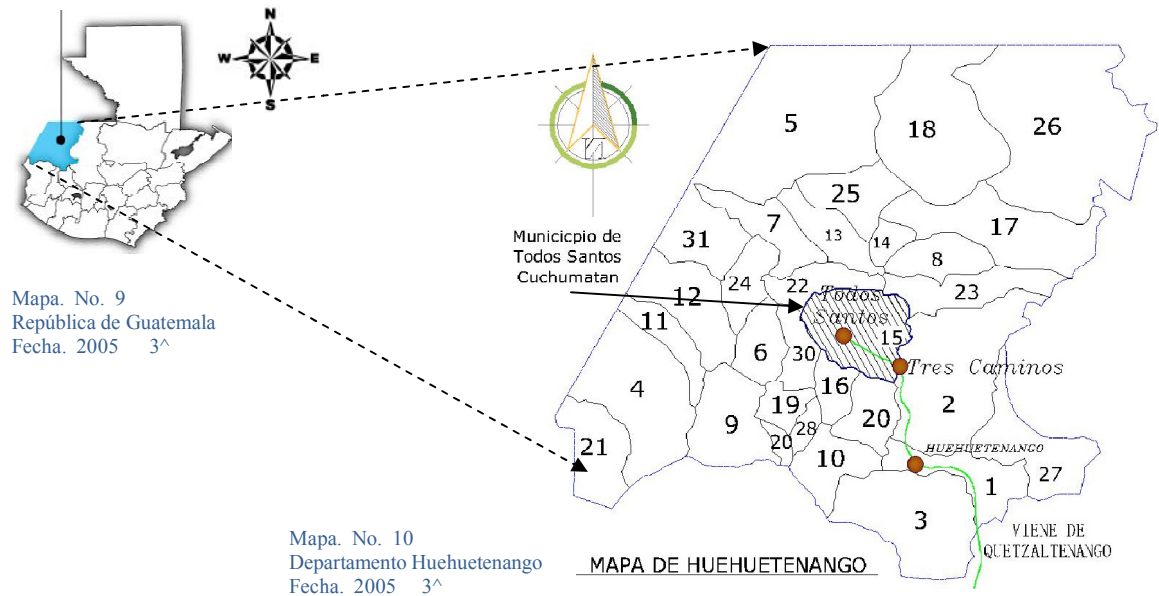 N
W E
S
Mapa. No. 9
República de Guatemala
Fecha. 2005 3^
Mapa. No. 10
Departamento Huehuetenango
Fecha. 2005 3^
Municicpio de
Todos Santos
Cuchumatan
5
18
26
25
7
13
14
17
8
31
24
22
23
12
Todos
Santos
15
11
6
30
Tres Caminos
4
16
2
19
9
20
28
20
21
10
HUEHUETENANGO
27
1
3
VIENE DE
QUETZALTENANGO
MAPA DE HUEHUETENANGO